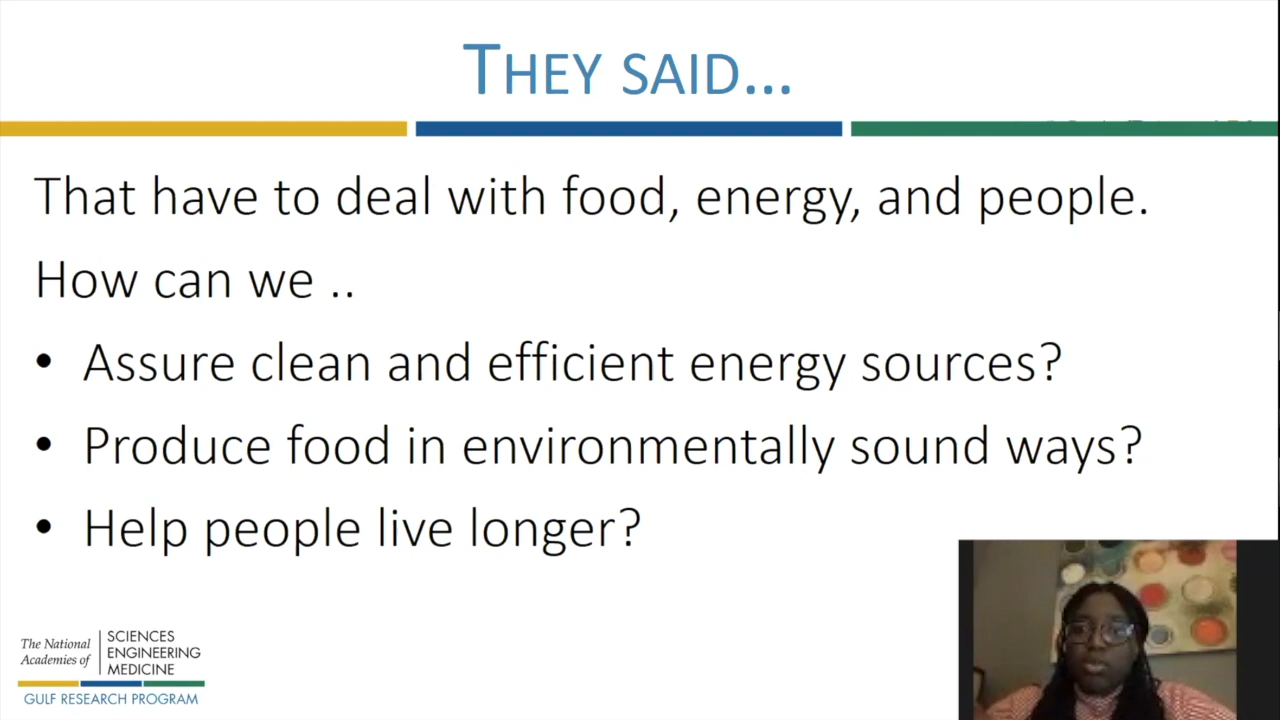 THEY SAID...
That have to deal with food, energy, and people.
How can we ..
• Assure clean and efficient energy sources?
• Produce food in environmentally sound ways?
• Help people live longer?
The National
Academies of
SCIENCES
ENGINEERING
MEDICINE
GULF RESEARCH PROGRAM